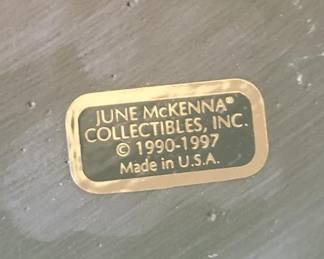 JUNE McKENNA®
COLLECTIBLES, INC.
© 1990-1997
Made in U.S.A.